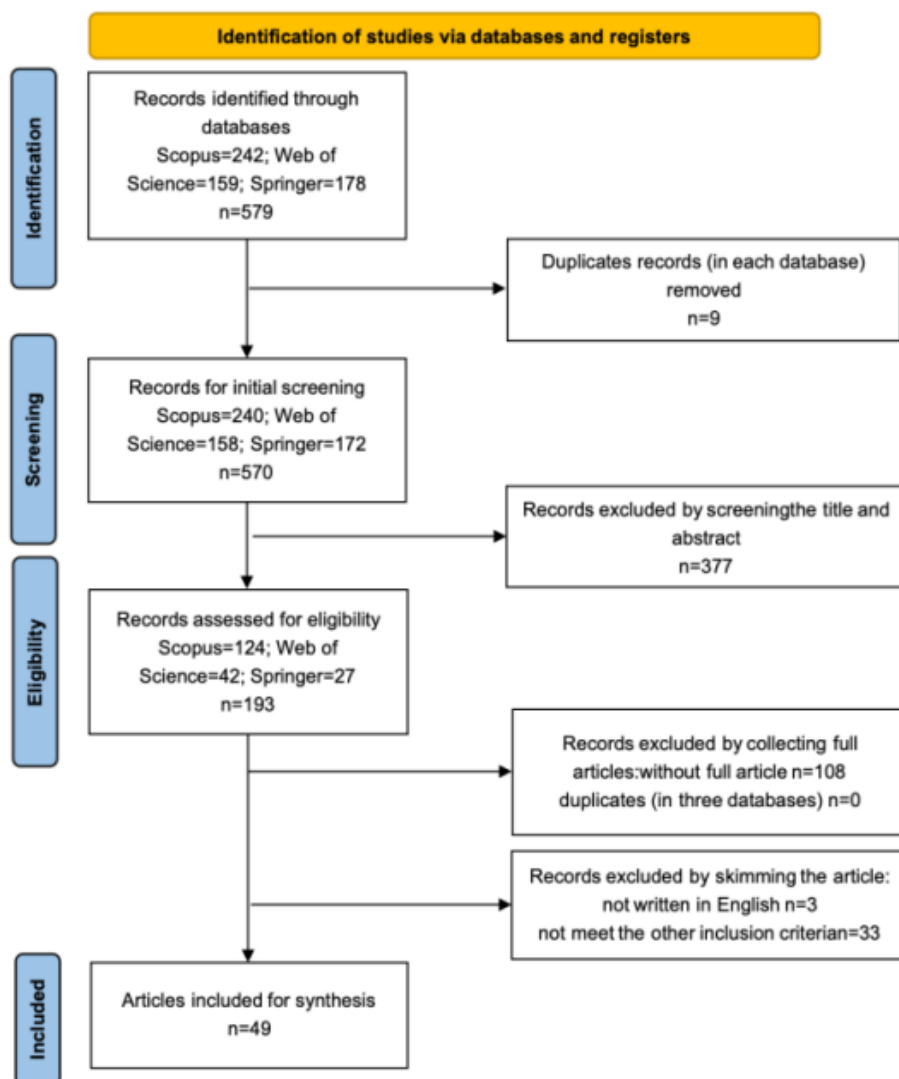 Identification of studies via databases and registers
Identification
Records identified through
databases
Scopus=242; Web of
Science=159; Springer=178
n=579
Duplicates records (in each database)
removed
n=9
Screening
Records for initial screening
Scopus=240; Web of
Science=158; Springer=172
n=570
Records excluded by screeningthe title and
abstract
n=377
Eligibility
Records assessed for eligibility
Scopus=124; Web of
Science=42; Springer=27
n=193
Records excluded by collecting full
articles:without full article n=108
duplicates (in three databases) n=0
Records excluded by skimming the article:
not written in English n=3
not meet the other inclusion criterian=33
Included
Articles included for synthesis
n=49